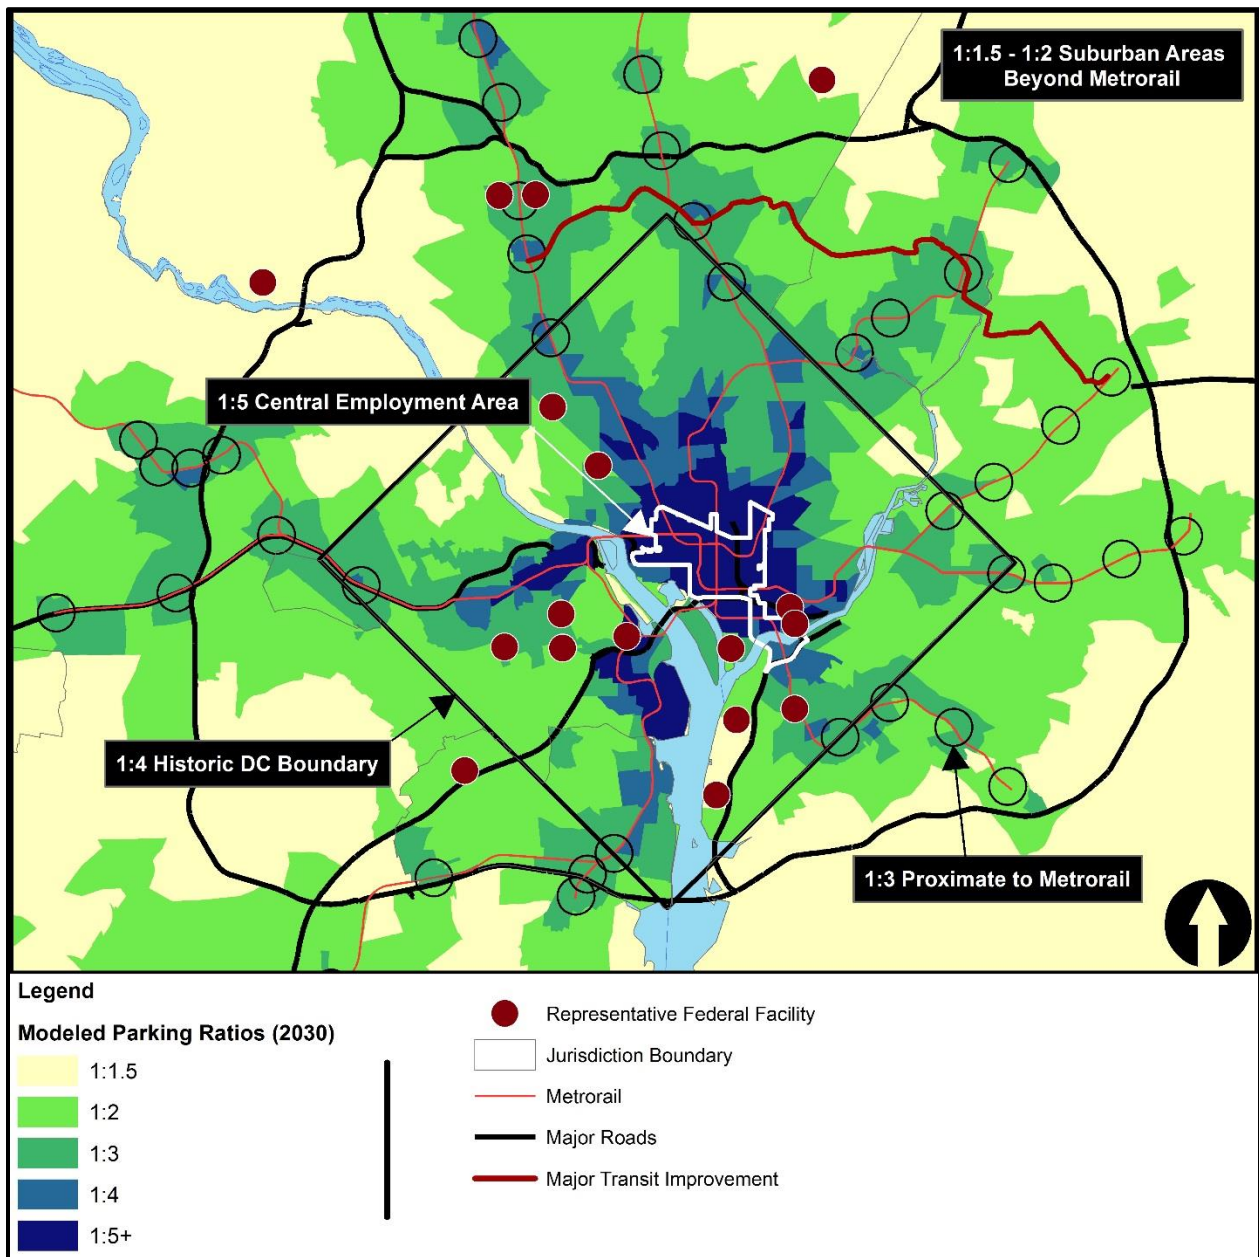 1:1.5 - 1:2 Suburban Areas
Beyond Metrorail
1:5 Central Employment Area
1:4 Historic DC Boundary
1:3 Proximate to Metrorail
Legend
Modeled Parking Ratios (2030)
1:1.5
1:2
1:3
1:4
1:5+
Representative Federal Facility
Jurisdiction Boundary
Metrorail
Major Roads
Major Transit Improvement